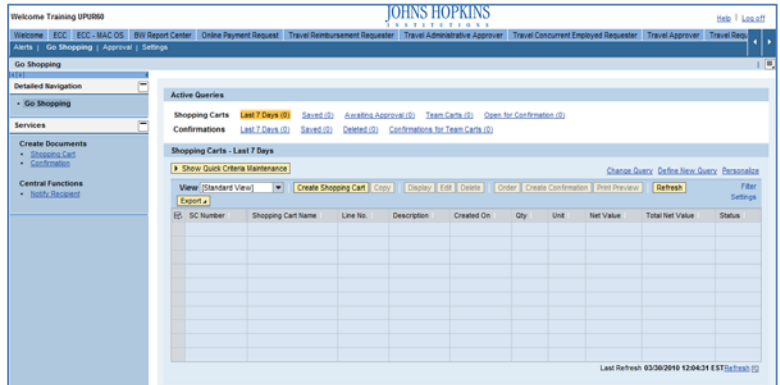 Welcome Training UPUR60
JOHNS HOPKINS
INSTITUTIONS
Help | Log off
Welcome ECC ECC - MAC OS BW Report Center Online Payment Request Travel Reimbursement Requester Travel Administrative Approver Travel Concurrent Employed Requester Travel Approver Travel Requ
Alerts | Go Shopping | Approval | Settings
Go Shopping
Detailed Navigation
• Go Shopping
Services
Create Documents
• Shopping Cart
• Confirmation
Central Functions
• Notify Recipient
Active Queries
Shopping Carts Last 7 Days (0) Saved (0) Awaiting Approval (0) Team Carts (0) Open for Confirmation (0)
Confirmations Last 7 Days (0) Saved (0) Deleted (0) Confirmations for Team Carts (0)
Shopping Carts - Last 7 Days
Show Quick Criteria Maintenance
Change Query Define New Query Personalize
View [Standard View] Create Shopping Cart Copy Display Edit Delete Order Create Confirmation Print Preview Refresh Filter
Export Settings
SC Number Shopping Cart Name Line No. Description Created On Qty Unit Net Value Total Net Value Status
Last Refresh 03/30/2010 12:04:31 EST Refresh